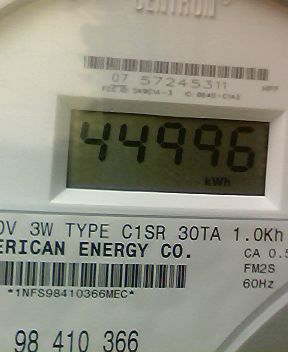 CENTRON
07 57245311
44996
kWh
3W TYPE C1SR 30TA 1.0Kh
CA 0.5
ERICAN ENERGY CO.
FM2S
60Hz
*1NFS98410366MEC*
98 410 366